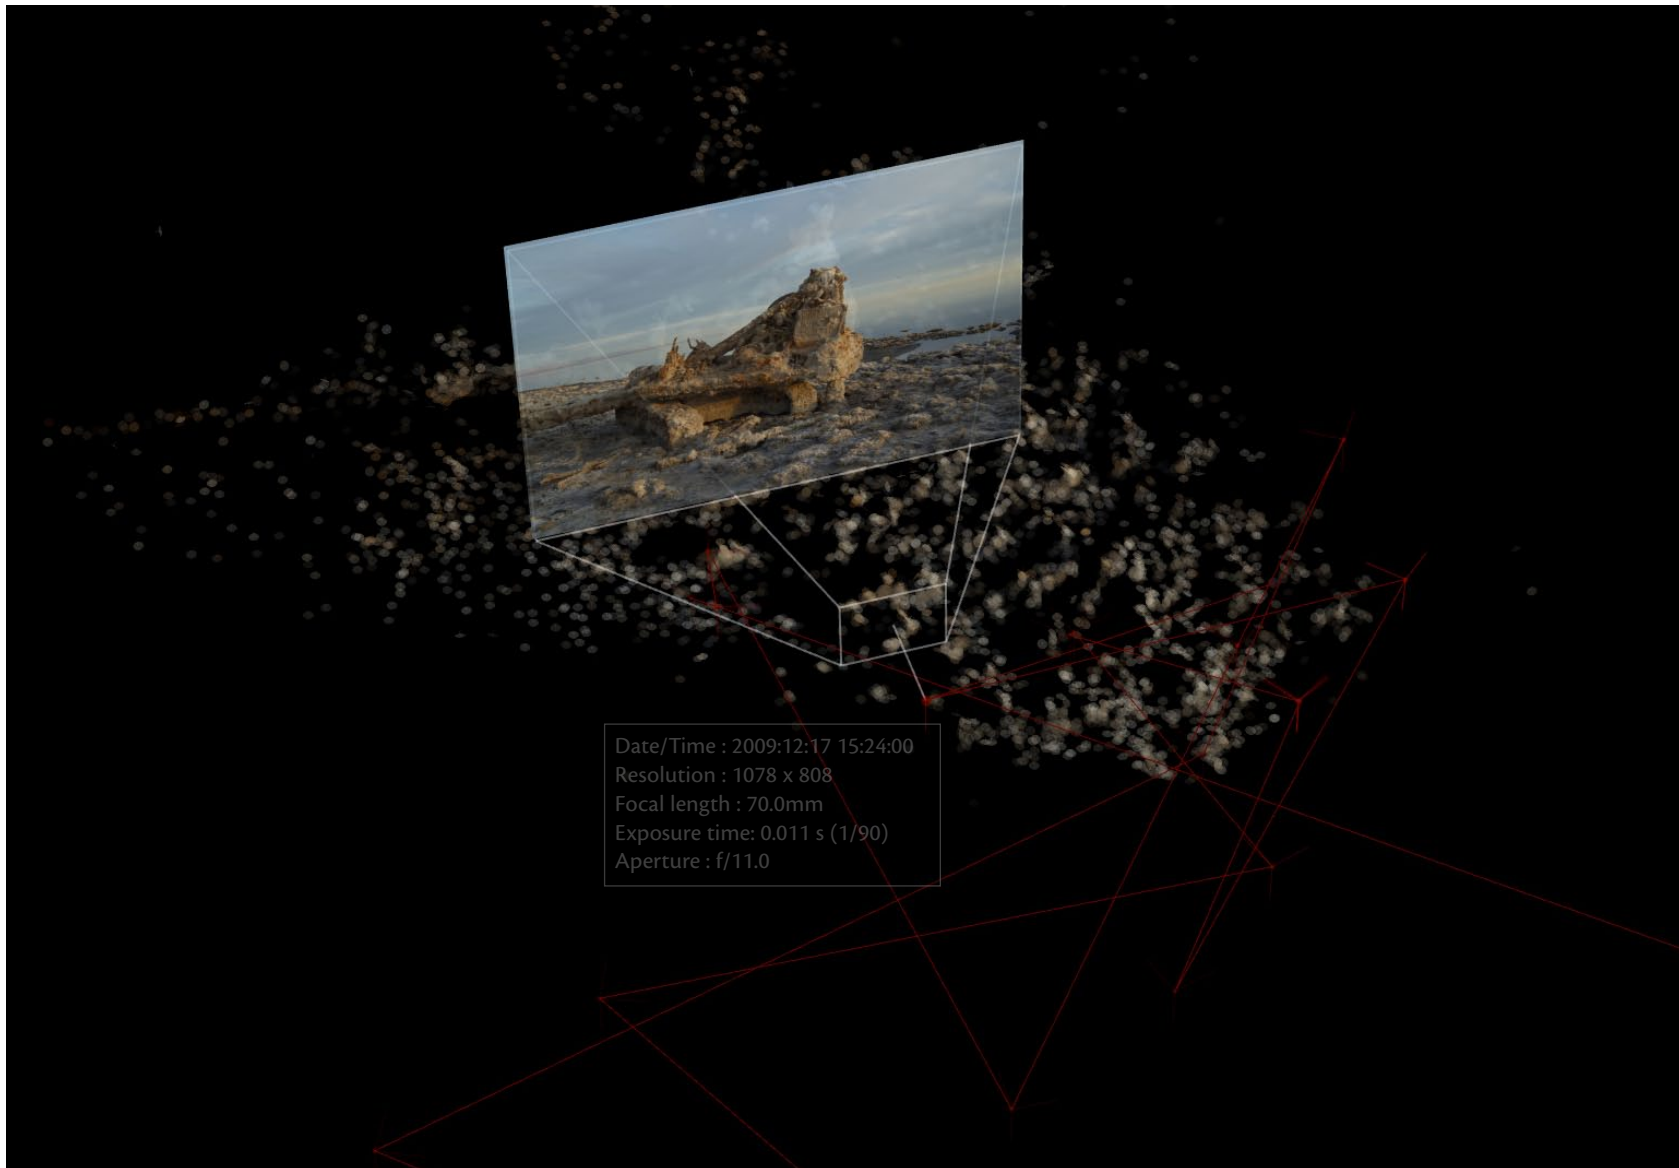 Date/Time : 2009:12:17 15:24:00
Resolution : 1078 x 808
Focal length : 70.0mm
Exposure time: 0.011 s (1/90)
Aperture : f/11.0